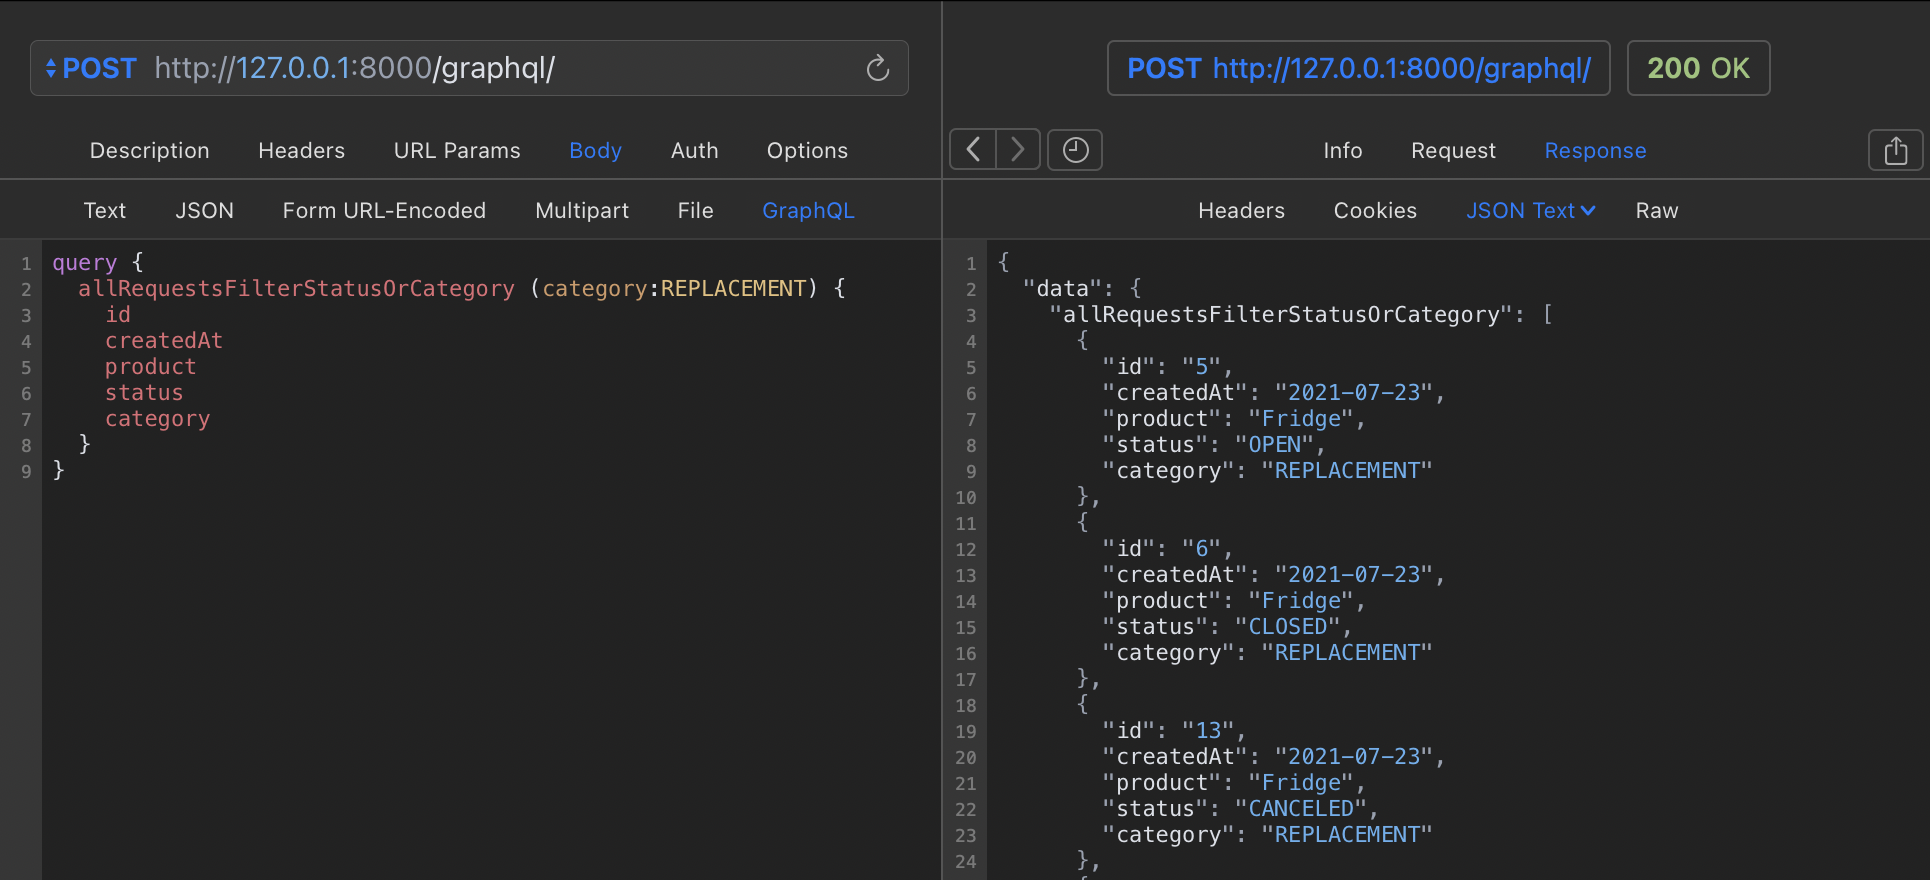 POST http://127.0.0.1:8000/graphql/
Description Headers URL Params Body Auth Options
Text JSON Form URL-Encoded Multipart File GraphQL
1 query {
2 allRequestsFilterStatusOrCategory (category:REPLACEMENT) {
3 id
4 createdAt
5 product
6 status
7 category
8 }
9 }
POST http://127.0.0.1:8000/graphql/ 200 OK
Info Request Response
Headers Cookies JSON Text Raw
1 {
2 "data": {
3 "allRequestsFilterStatusOrCategory": [
4 {
5 "id": "5",
6 "createdAt": "2021-07-23",
7 "product": "Fridge",
8 "status": "OPEN",
9 "category": "REPLACEMENT"
10 },
11 {
12 "id": "6",
13 "createdAt": "2021-07-23",
14 "product": "Fridge",
15 "status": "CLOSED",
16 "category": "REPLACEMENT"
17 },
18 {
19 "id": "13",
20 "createdAt": "2021-07-23",
21 "product": "Fridge",
22 "status": "CANCELED",
23 "category": "REPLACEMENT"
24 },